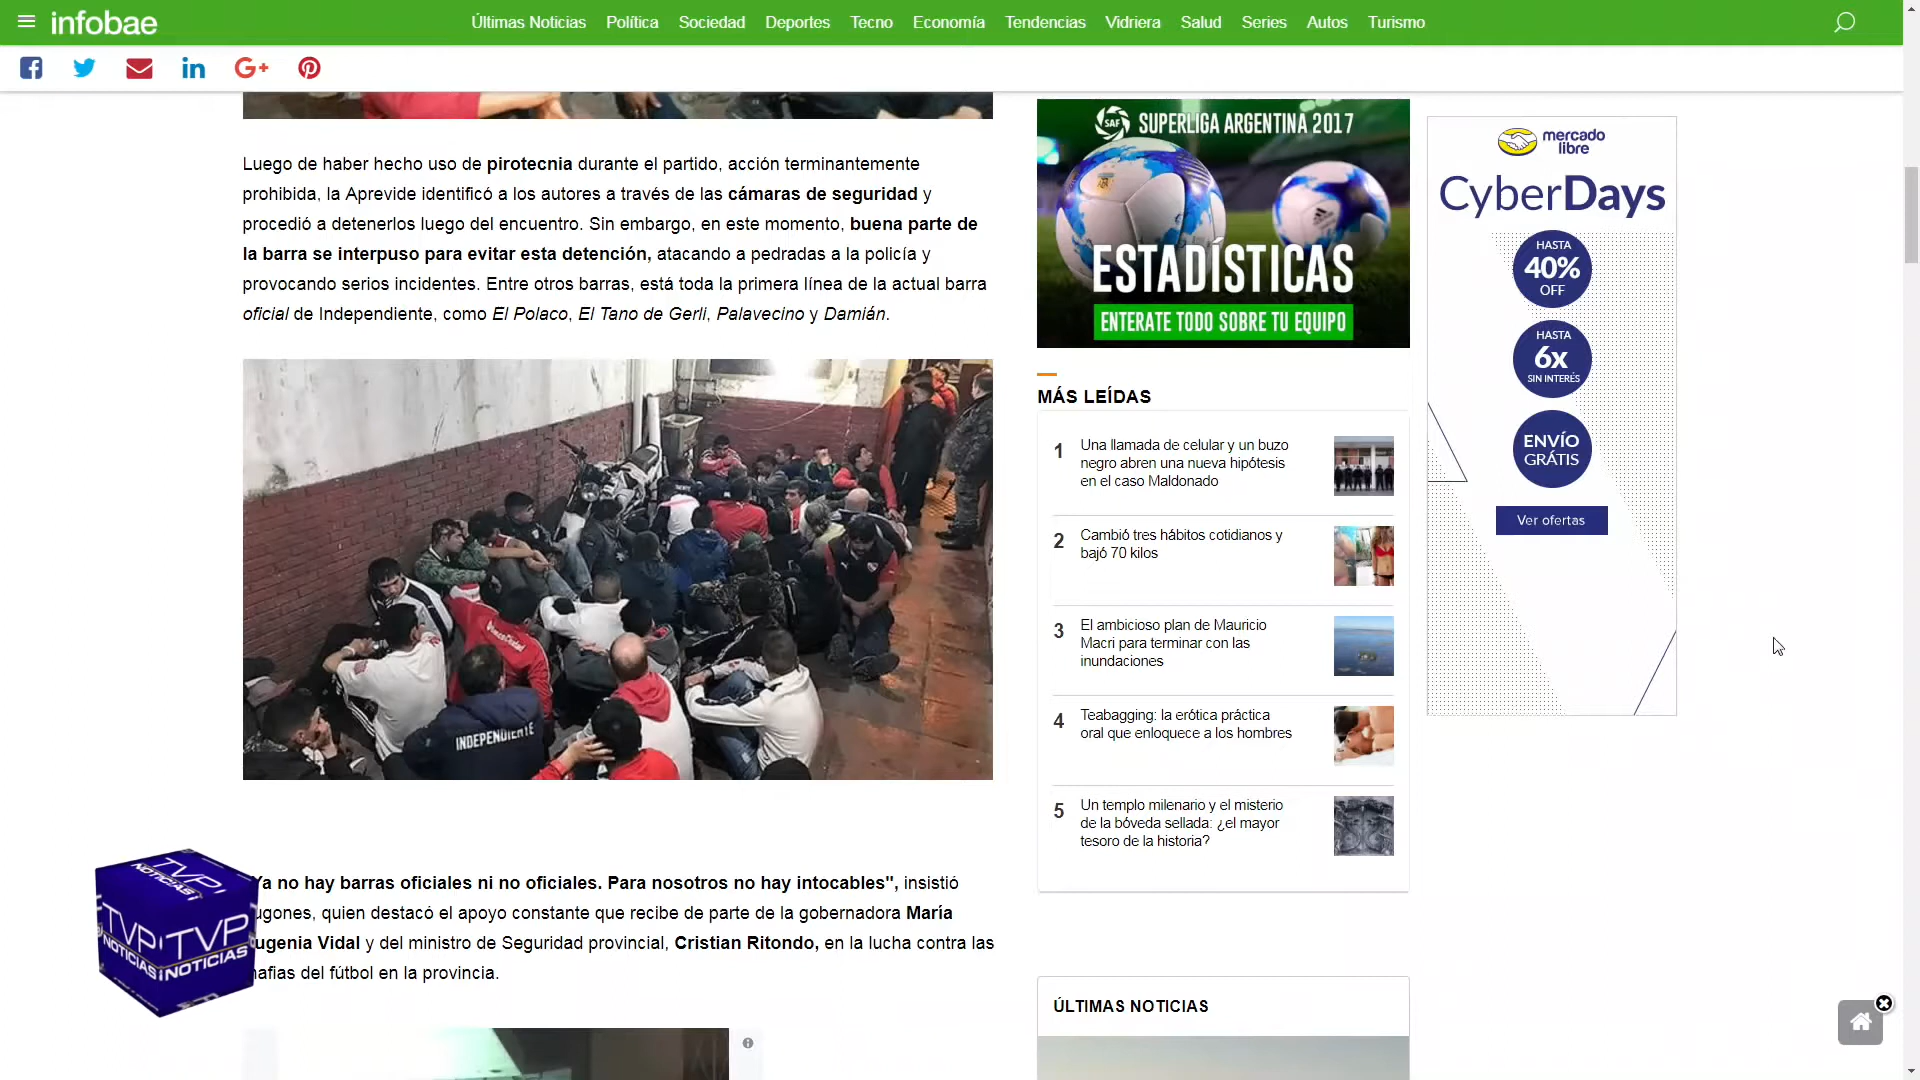 infobae
Últimas Noticias Política Sociedad Deportes Tecno Economía Tendencias Vidriera Salud Series Autos Turismo
Luego de haber hecho uso de pirotecnia durante el partido, acción terminantemente
prohibida, la Aprevide identificó a los autores a través de las cámaras de seguridad y
procedió a detenerlos luego del encuentro. Sin embargo, en este momento, buena parte de
la barra se interpuso para evitar esta detención, atacando a pedradas a la policía y
provocando serios incidentes. Entre otros barras, está toda la primera línea de la actual barra
oficial de Independiente, como El Polaco, El Tano de Gerli, Palavecino y Damián.
INDEPENDIENTE
Ya no hay barras oficiales ni no oficiales. Para nosotros no hay intocables", insistió
ugones, quien destacó el apoyo constante que recibe de parte de la gobernadora María
ugenia Vidal y del ministro de Seguridad provincial, Cristian Ritondo, en la lucha contra las
afias del fútbol en la provincia.
TVP
NOTICIAS
TVP
NOTICIAS
TVP
NOTICIAS
SAF SUPERLIGA ARGENTINA 2017
ESTADÍSTICAS
ENTERATE TODO SOBRE TU EQUIPO
MÁS LEÍDAS
1 Una llamada de celular y un buzo
negro abren una nueva hipótesis
en el caso Maldonado
2 Cambió tres hábitos cotidianos y
bajó 70 kilos
3 El ambicioso plan de Mauricio
Macri para terminar con las
inundaciones
4 Teabagging: la erótica práctica
oral que enloquece a los hombres
5 Un templo milenario y el misterio
de la bóveda sellada: ¿el mayor
tesoro de la historia?
ÚLTIMAS NOTICIAS
mercado
libre
CyberDays
HASTA
40%
OFF
HASTA
6x
SIN INTERÉS
ENVÍO
GRÁTIS
Ver ofertas